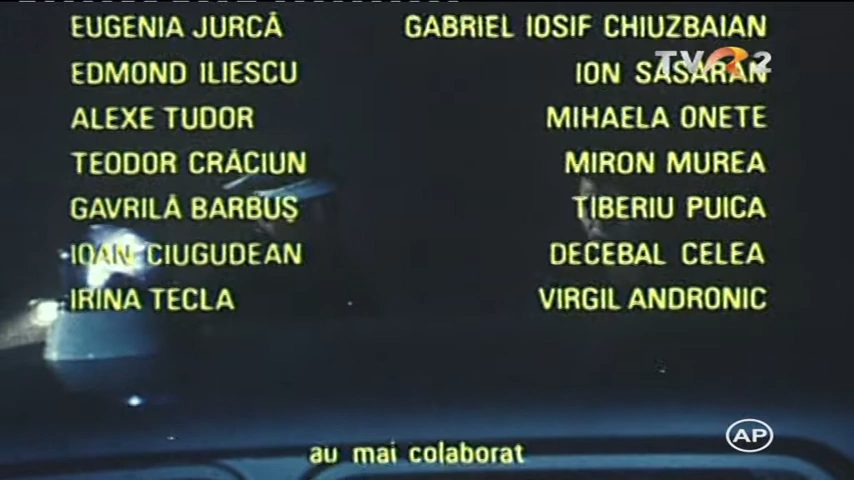 EUGENIA JURCĂ
GABRIEL IOSIF CHIUZBAIAN
EDMOND ILIESCU
ION SASARAN
ALEXE TUDOR
MIHAELA ONETE
TEODOR CRĂCIUN
MIRON MUREA
GAVRILĂ BARBUȘ
TIBERIU PUICA
IOAN CIUGUDEAN
DECEBAL CELEA
IRINA TECLA
VIRGIL ANDRONIC
au mai colaborat
TVR2
AP